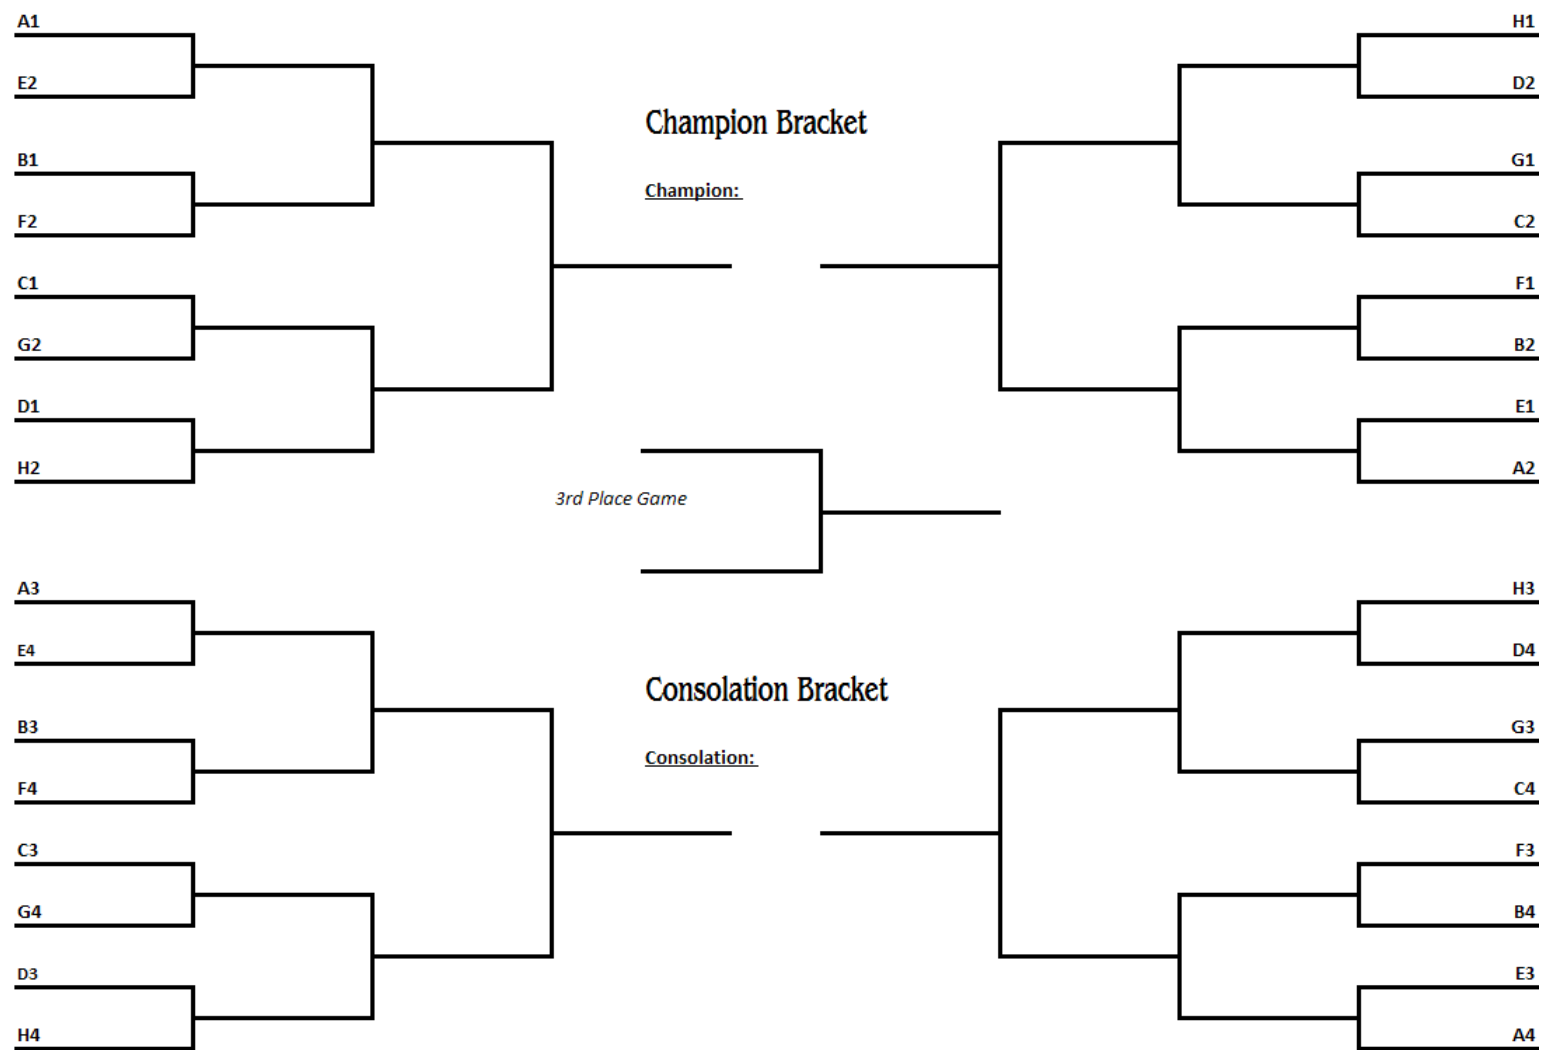 A1
H1
E2
D2
Champion Bracket
B1
G1
Champion:
F2
C2
C1
F1
G2
B2
D1
E1
H2
A2
3rd Place Game
A3
H3
E4
D4
Consolation Bracket
B3
G3
Consolation:
F4
C4
C3
F3
G4
B4
D3
E3
H4
A4